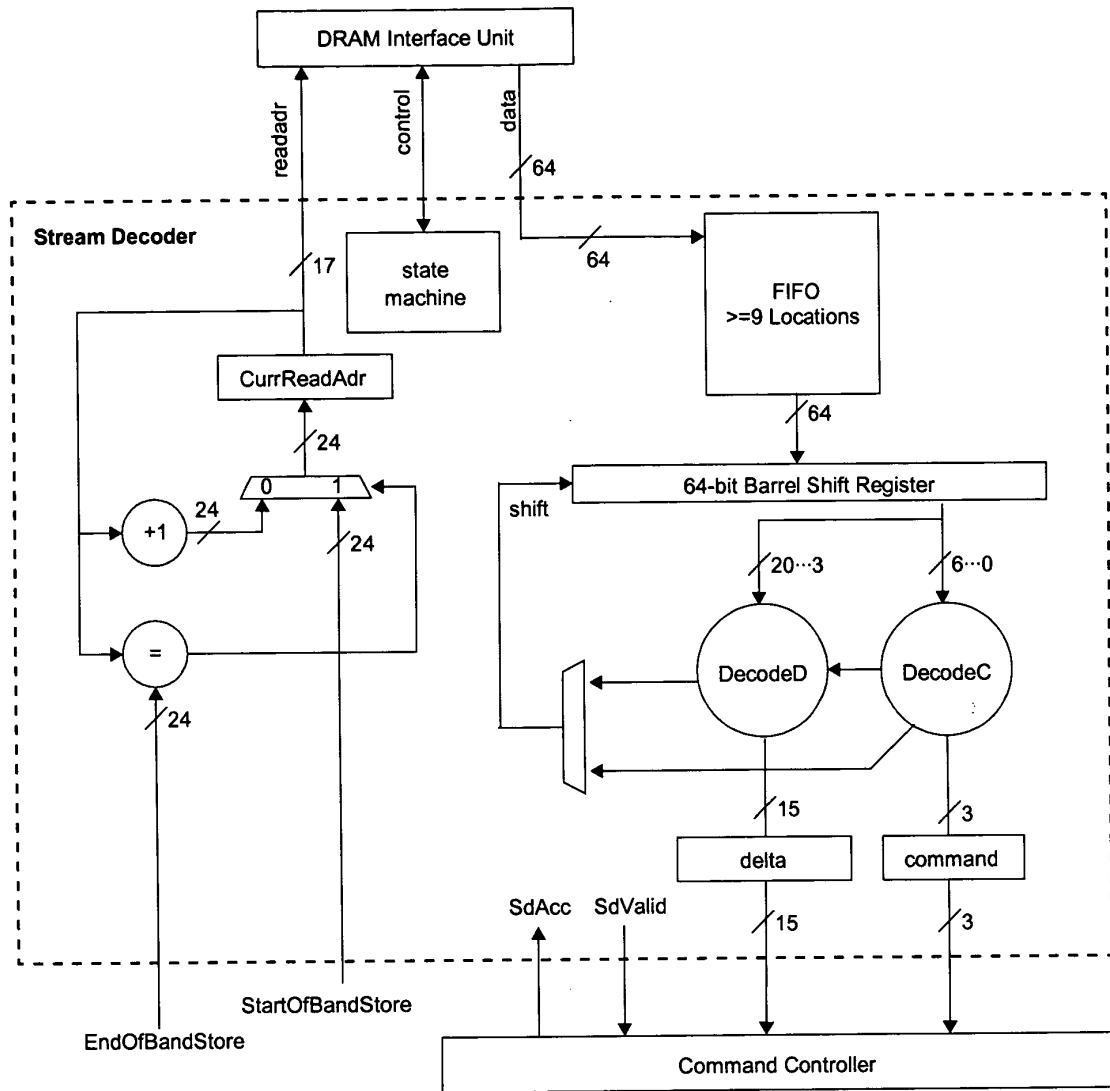 DRAM Interface Unit
readadr
control
data
64
Stream Decoder
64
17
state
machine
FIFO
>=9 Locations
CurrReadAdr
64
24
0 1
64-bit Barrel Shift Register
shift
24
+1
24
20···3
6···0
=
DecodeD
DecodeC
24
15
3
delta
command
SdAcc
SdValid
15
3
StartOfBandStore
EndOfBandStore
Command Controller